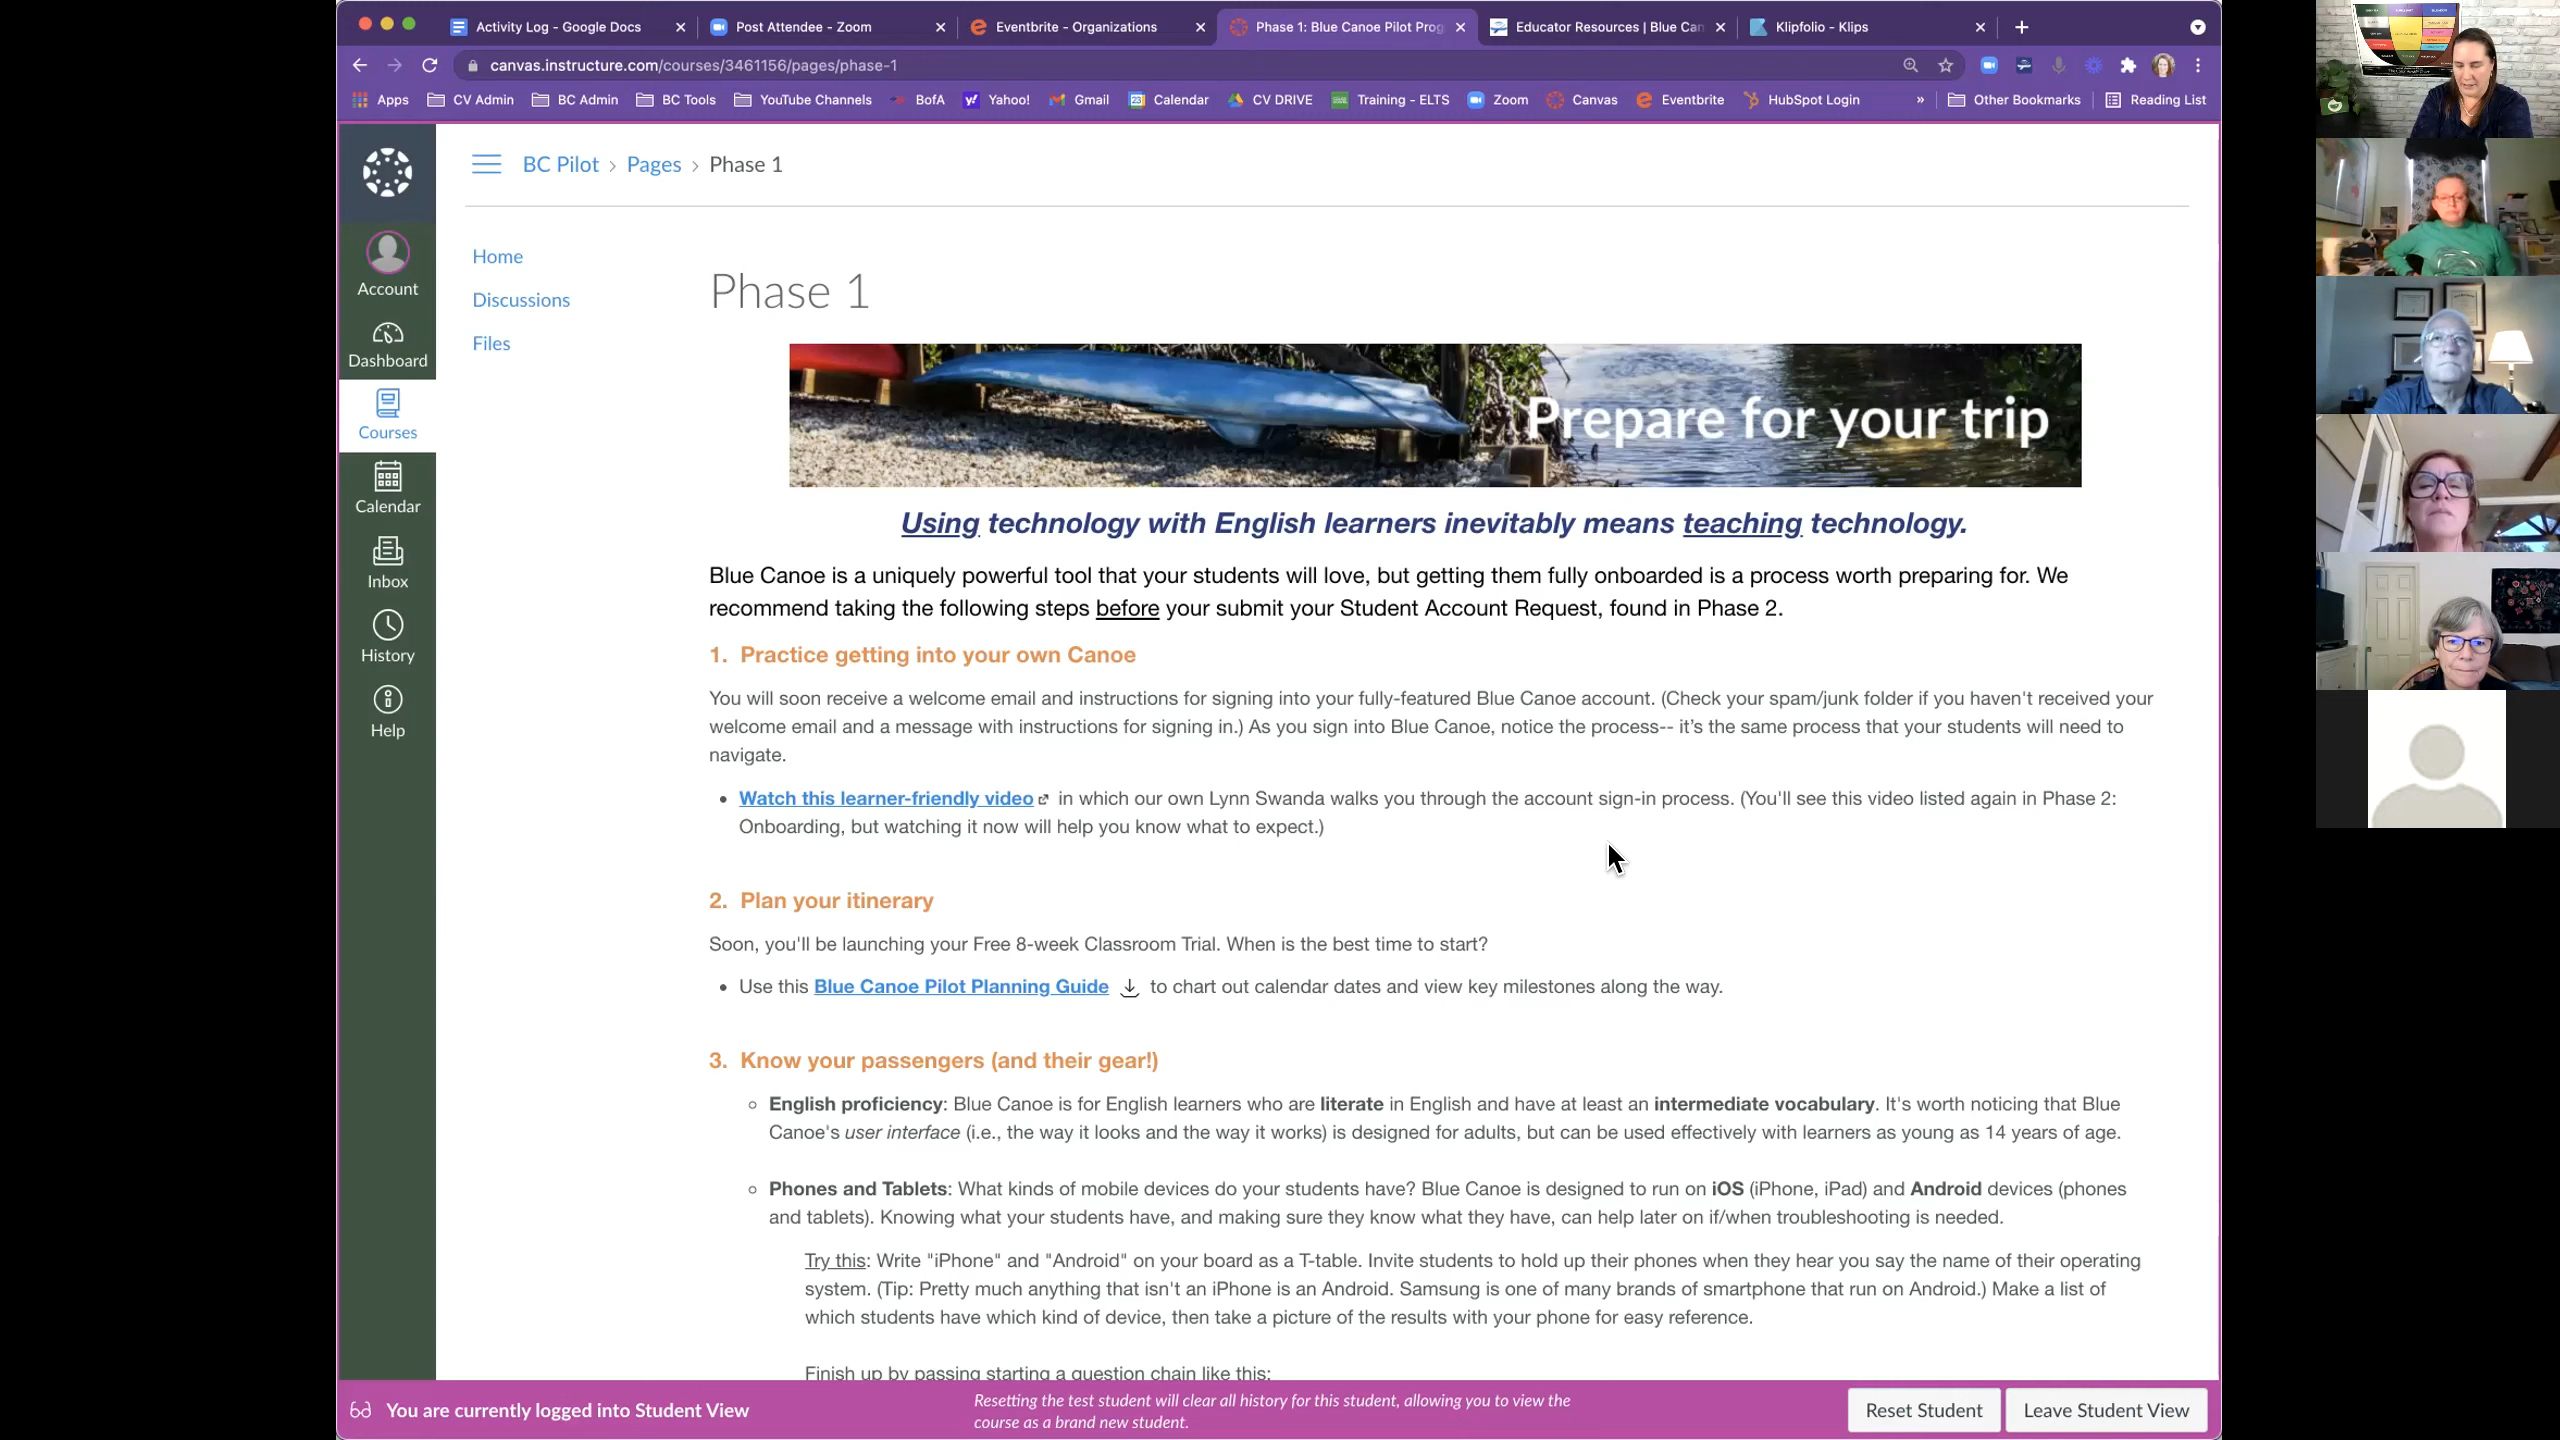 Activity Log - Google Docs
Post Attendee - Zoom
Eventbrite - Organizations
Phase 1: Blue Canoe Pilot Prog
Educator Resources | Blue Can
Klipfolio - Klips
canvas.instructure.com/courses/3461156/pages/phase-1
Apps
CV Admin
BC Admin
BC Tools
YouTube Channels
BofA
Yahoo!
Gmail
Calendar
CV DRIVE
Training - ELTS
Zoom
Canvas
Eventbrite
HubSpot Login
»
Other Bookmarks
Reading List
BC Pilot › Pages › Phase 1
Account
Dashboard
Courses
Calendar
Inbox
History
Help
Home
Discussions
Files
Phase 1
Prepare for your trip
Using technology with English learners inevitably means teaching technology.
Blue Canoe is a uniquely powerful tool that your students will love, but getting them fully onboarded is a process worth preparing for. We
recommend taking the following steps before your submit your Student Account Request, found in Phase 2.
1. Practice getting into your own Canoe
You will soon receive a welcome email and instructions for signing into your fully-featured Blue Canoe account. (Check your spam/junk folder if you haven't received your
welcome email and a message with instructions for signing in.) As you sign into Blue Canoe, notice the process-- it's the same process that your students will need to
navigate.
• Watch this learner-friendly video in which our own Lynn Swanda walks you through the account sign-in process. (You'll see this video listed again in Phase 2:
Onboarding, but watching it now will help you know what to expect.)
2. Plan your itinerary
Soon, you'll be launching your Free 8-week Classroom Trial. When is the best time to start?
• Use this Blue Canoe Pilot Planning Guide to chart out calendar dates and view key milestones along the way.
3. Know your passengers (and their gear!)
English proficiency: Blue Canoe is for English learners who are literate in English and have at least an intermediate vocabulary. It's worth noticing that Blue
Canoe's user interface (i.e., the way it looks and the way it works) is designed for adults, but can be used effectively with learners as young as 14 years of age.
Phones and Tablets: What kinds of mobile devices do your students have? Blue Canoe is designed to run on iOS (iPhone, iPad) and Android devices (phones
and tablets). Knowing what your students have, and making sure they know what they have, can help later on if/when troubleshooting is needed.
Try this: Write "iPhone" and "Android" on your board as a T-table. Invite students to hold up their phones when they hear you say the name of their operating
system. (Tip: Pretty much anything that isn't an iPhone is an Android. Samsung is one of many brands of smartphone that run on Android.) Make a list of
which students have which kind of device, then take a picture of the results with your phone for easy reference.
Finish up by passing starting a question chain like this:
You are currently logged into Student View
Resetting the test student will clear all history for this student, allowing you to view the
course as a brand new student.
Reset Student
Leave Student View